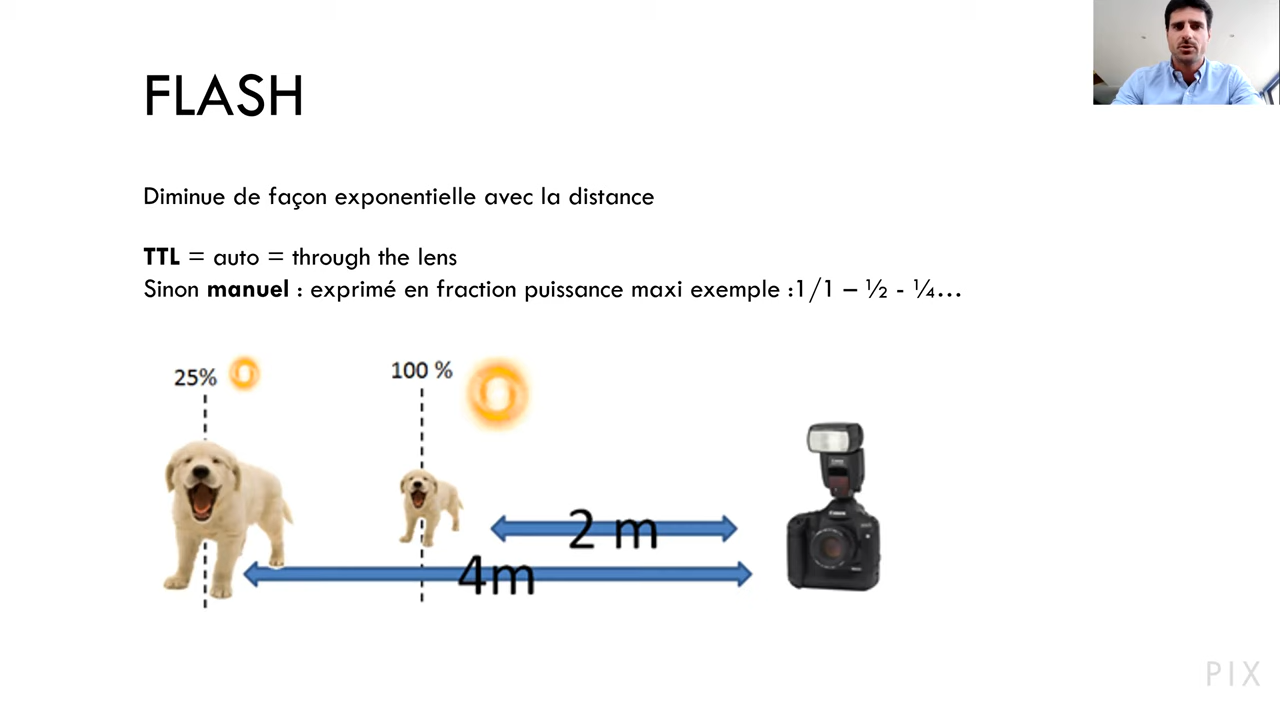 FLASH
Diminue de façon exponentielle avec la distance
TTL = auto = through the lens
Sinon manuel : exprimé en fraction puissance maxi exemple :1/1 – ½ - ¼…
25%
100 %
2 m
4m
PIX